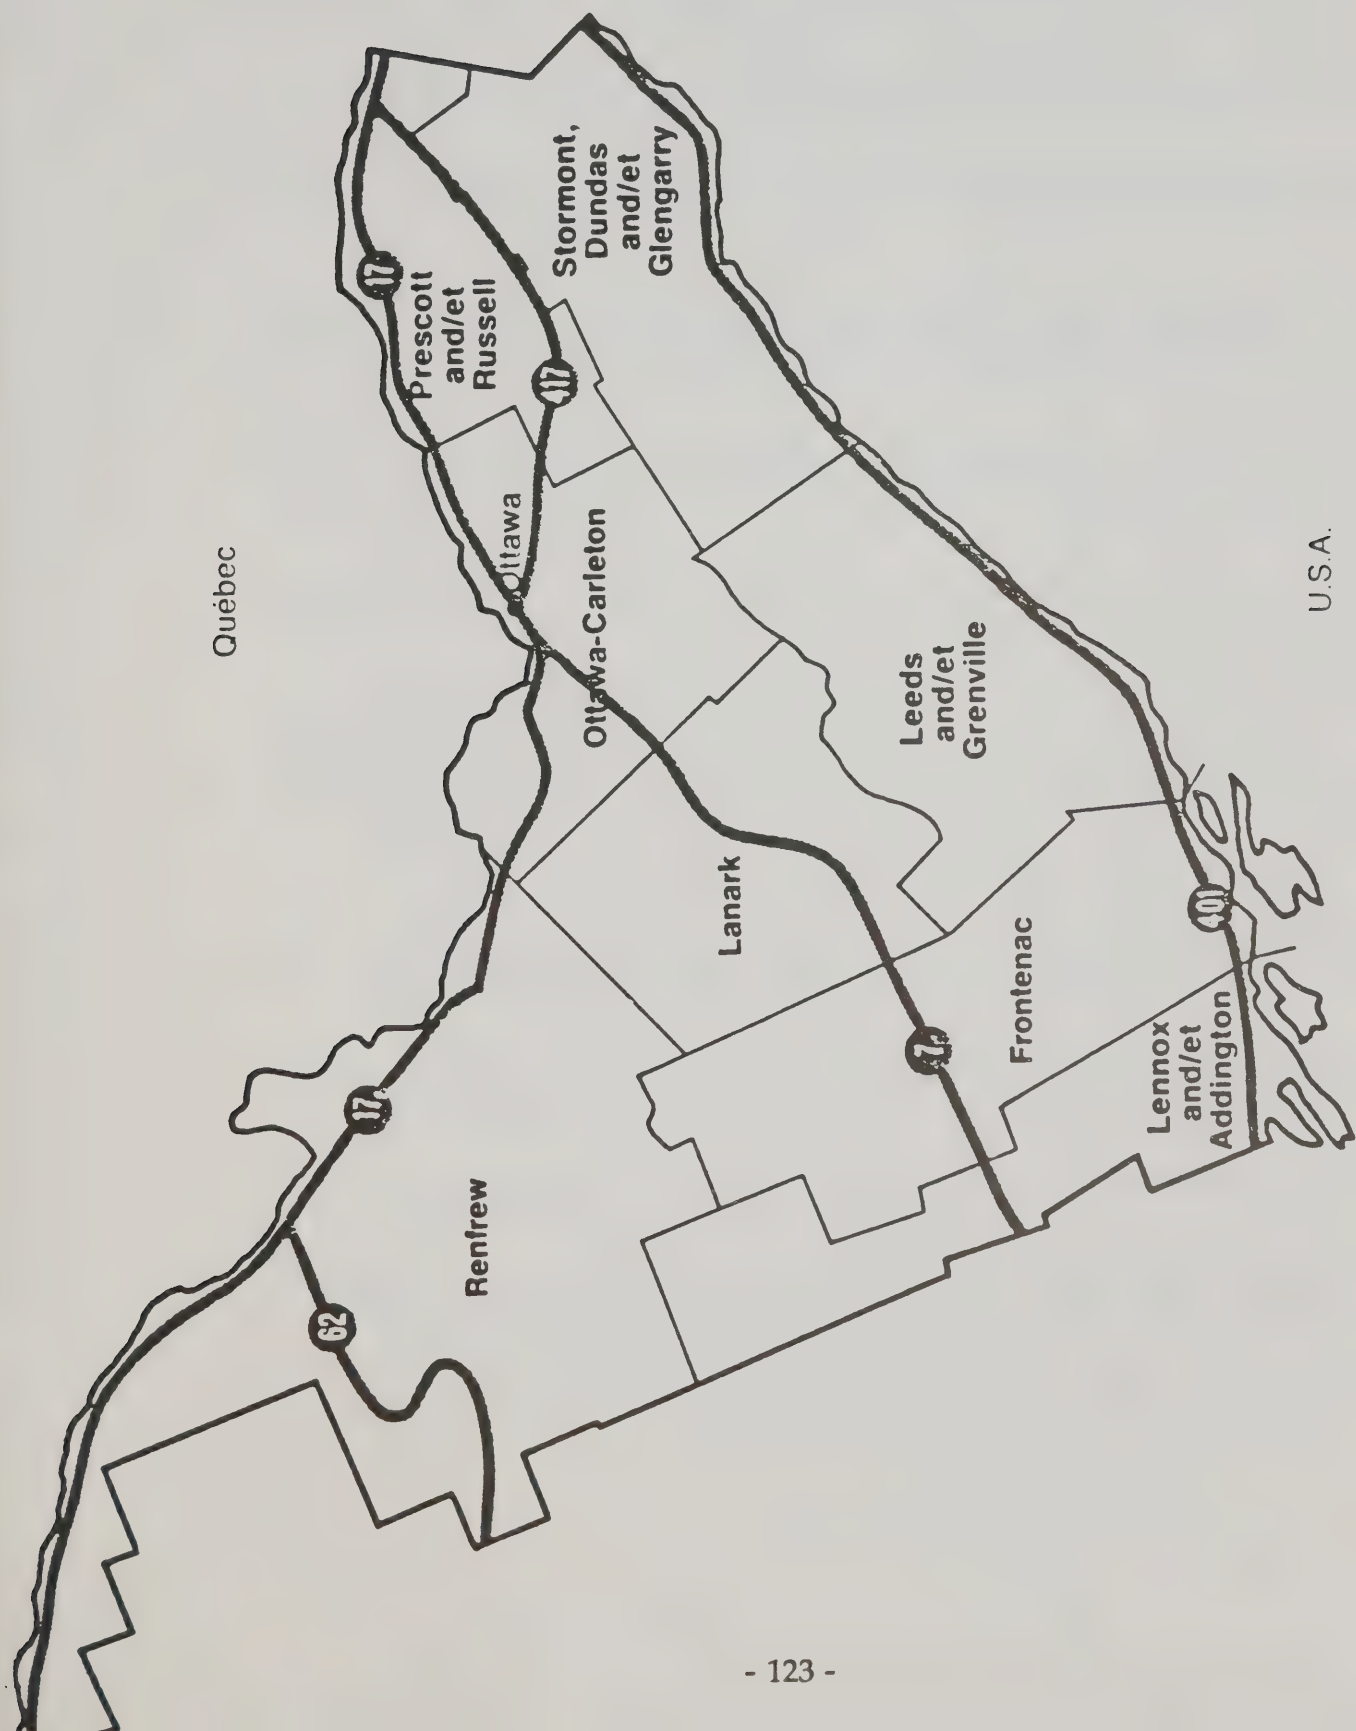 Québec
17
Prescott
and/et
Russell
Stormont,
Dundas
and/et
Glengarry
Ottawa
Ottawa-Carleton
17
Renfrew
62
Lanark
Leeds
and/et
Grenville
7
Frontenac
401
Lennox
and/et
Addington
U.S.A.
- 123 -